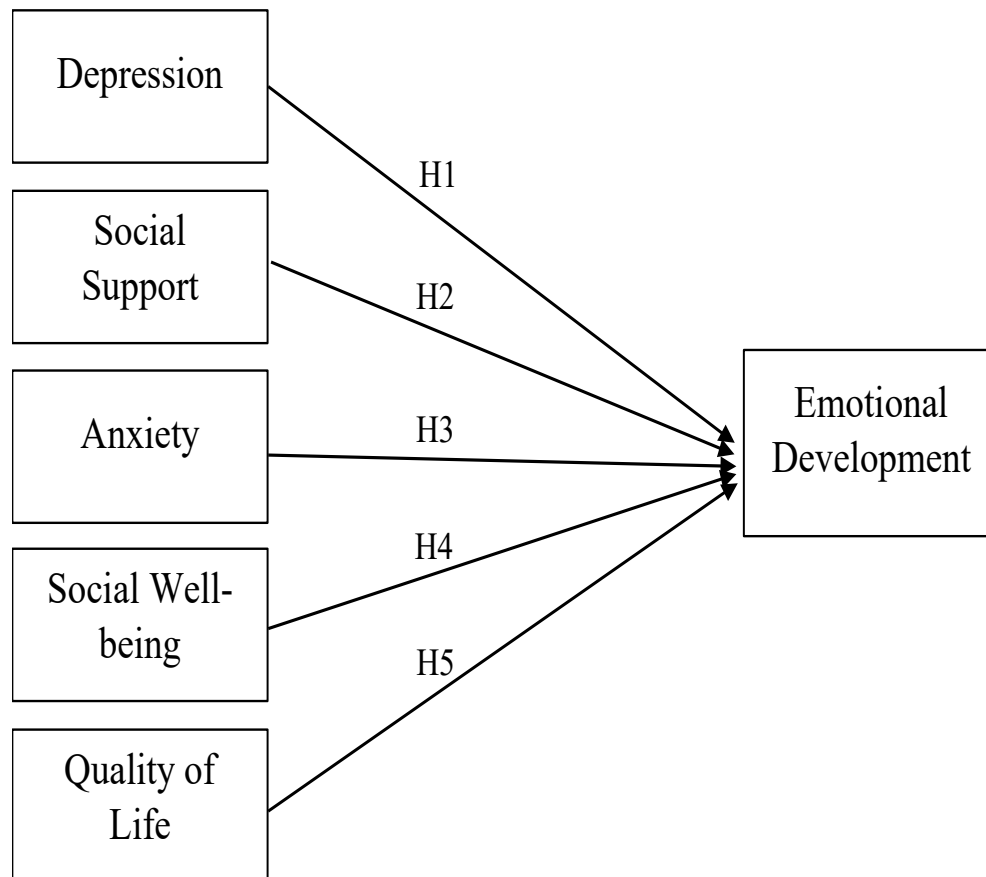 Depression
H1
Social
Support
H2
Anxiety
H3
Emotional
Development
Social Well-
being
H4
Quality of
Life
H5